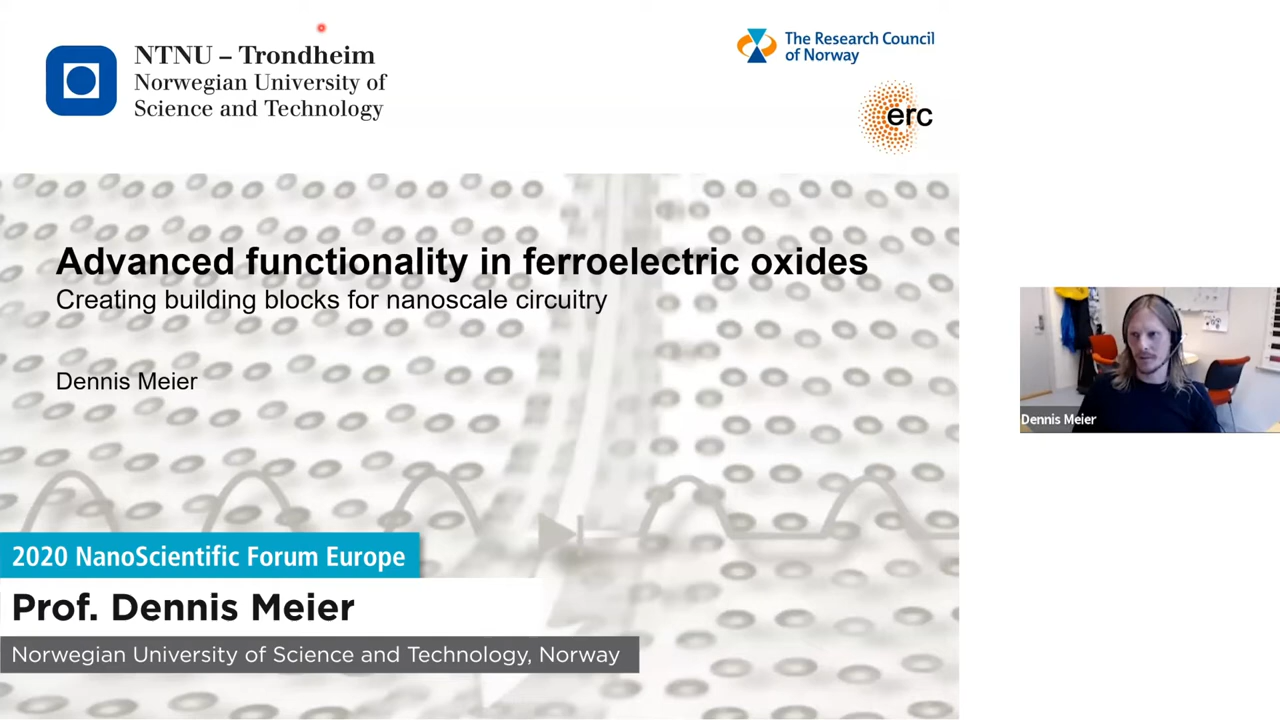 NTNU – Trondheim
Norwegian University of
Science and Technology
The Research Council
of Norway
erc
Advanced functionality in ferroelectric oxides
Creating building blocks for nanoscale circuitry
Dennis Meier
Dennis Meier
2020 NanoScientific Forum Europe
Prof. Dennis Meier
Norwegian University of Science and Technology, Norway